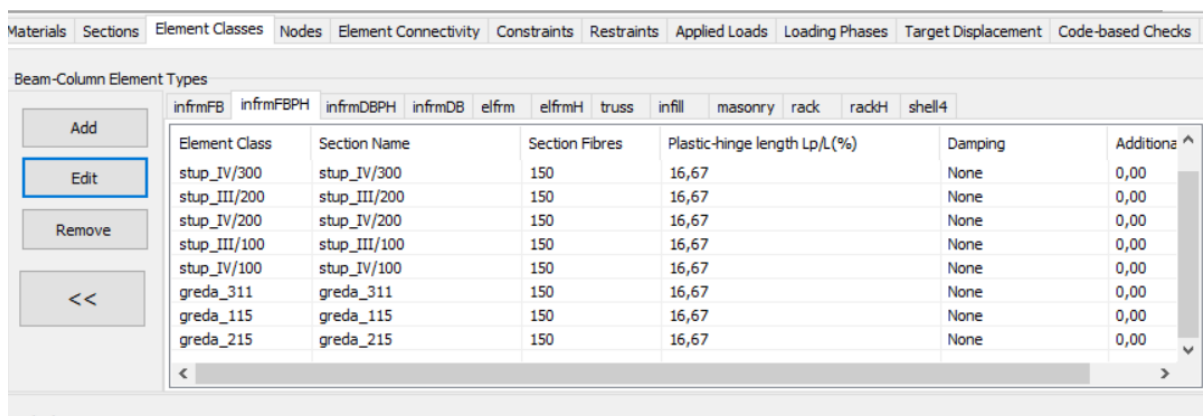 Materials Sections Element Classes Nodes Element Connectivity Constraints Restraints Applied Loads Loading Phases Target Displacement Code-based Checks
Beam-Column Element Types
infrmFB infrmFBPH infrmDBPH infrmDB elfrm elfrmH truss infill masonry rack rackH shell4
Add
Edit
Remove
<<
Element Class Section Name Section Fibres Plastic-hinge length Lp/L(%) Damping Additiona
stup_IV/300 stup_IV/300 150 16,67 None 0,00
stup_III/200 stup_III/200 150 16,67 None 0,00
stup_IV/200 stup_IV/200 150 16,67 None 0,00
stup_III/100 stup_III/100 150 16,67 None 0,00
stup_IV/100 stup_IV/100 150 16,67 None 0,00
greda_311 greda_311 150 16,67 None 0,00
greda_115 greda_115 150 16,67 None 0,00
greda_215 greda_215 150 16,67 None 0,00